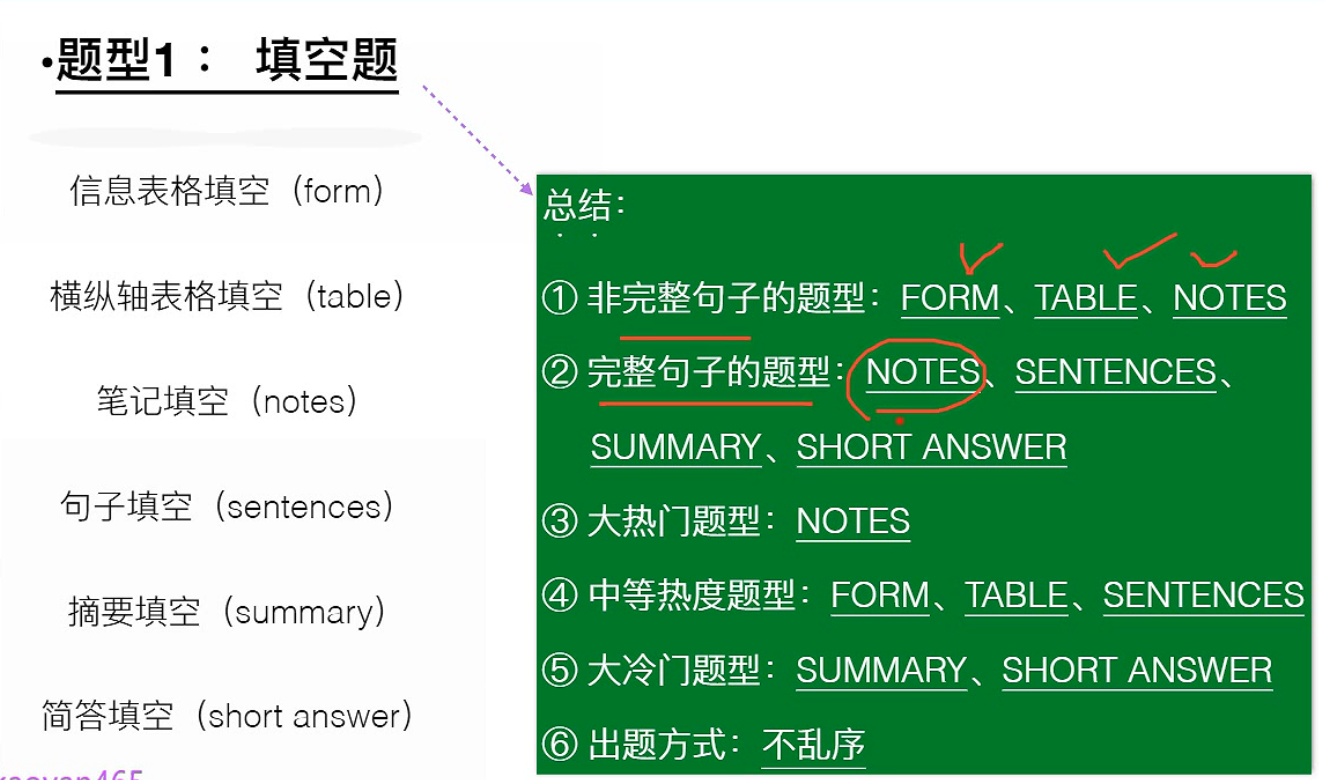 ·题型1： 填空题
信息表格填空（form）
横纵轴表格填空（table）
笔记填空（notes）
句子填空（sentences）
摘要填空（summary）
简答填空（short answer）
总结：
① 非完整句子的题型：FORM、TABLE、NOTES
② 完整句子的题型：NOTES、SENTENCES、
SUMMARY、SHORT ANSWER
③ 大热门题型：NOTES
④ 中等热度题型：FORM、TABLE、SENTENCES
⑤ 大冷门题型：SUMMARY、SHORT ANSWER
⑥ 出题方式：不乱序